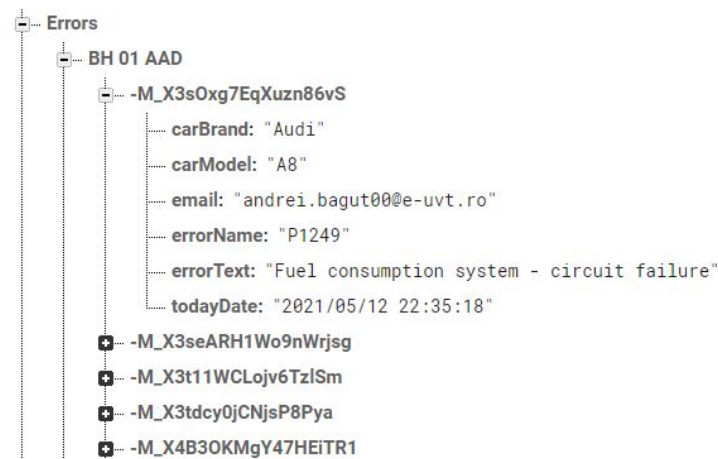 Errors
BH 01 AAD
-M_X3sOxg7EqXuzn86vS
carBrand: "Audi"
carModel: "A8"
email: "andrei.bagut00@e-uvt.ro"
errorName: "P1249"
errorText: "Fuel consumption system - circuit failure"
todayDate: "2021/05/12 22:35:18"
-M_X3seARH1Wo9nWrjsg
-M_X3t11WCLojv6TzlSm
-M_X3tdcy0jCNjsP8Pya
-M_X4B3OKMgY47HEiTR1